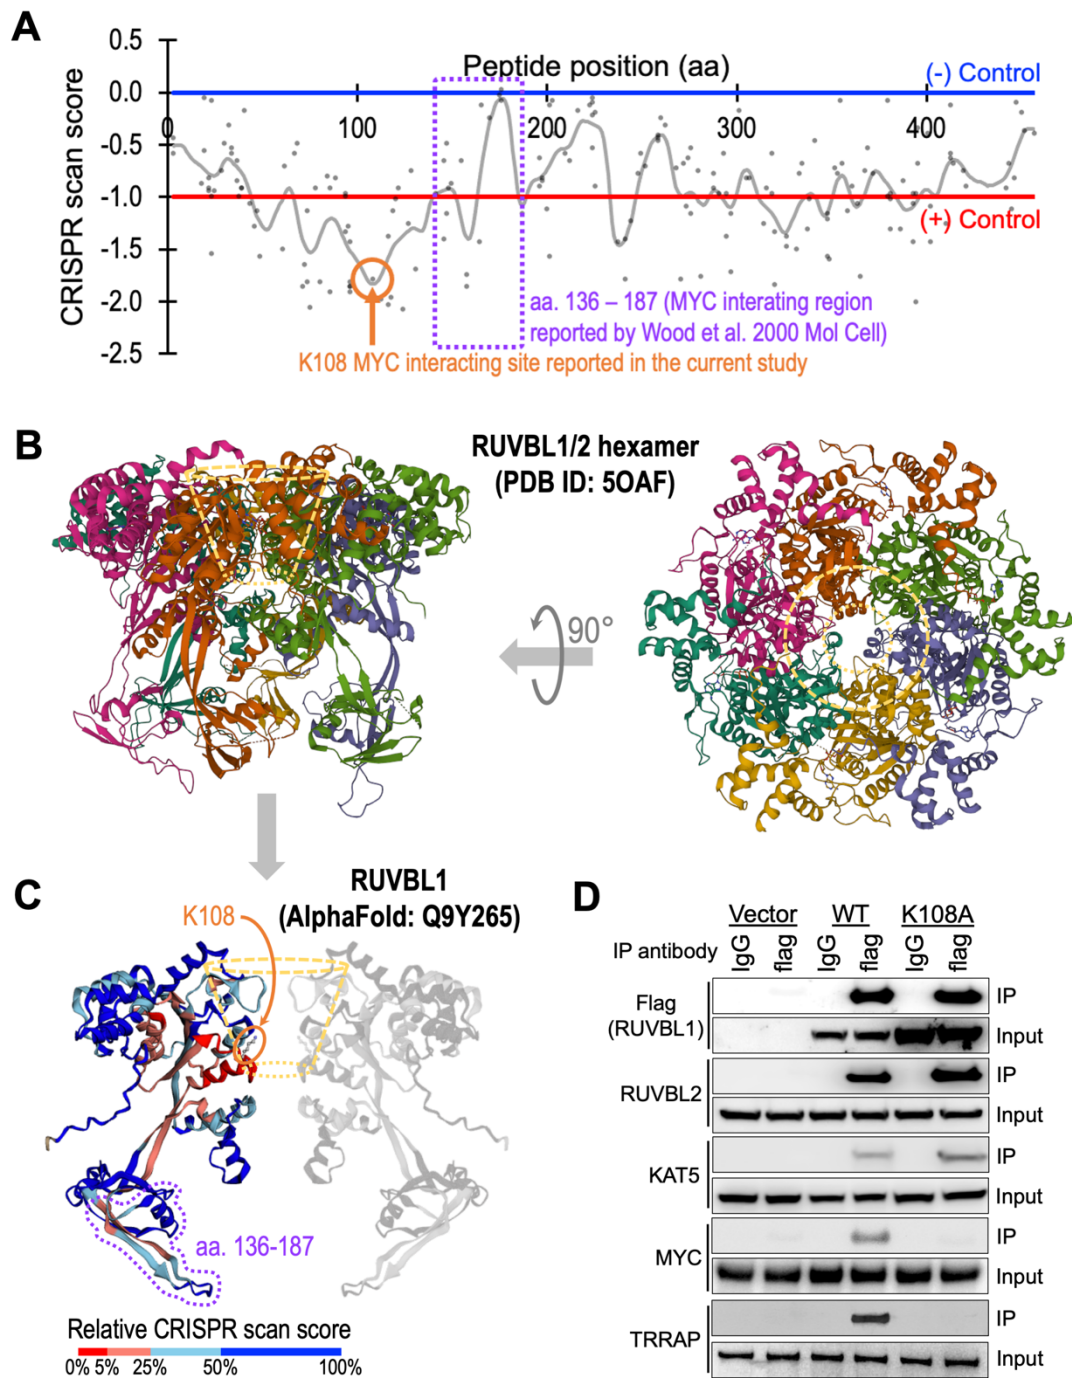 A
0.5
0.0
-0.5
-1.0
-1.5
-2.0
-2.5
CRISPR scan score
Peptide position (aa)
0
100
200
300
400
(-) Control
(+) Control
aa. 136 – 187 (MYC interating region
reported by Wood et al. 2000 Mol Cell)
K108 MYC interacting site reported in the current study
B
RUVBL1/2 hexamer
(PDB ID: 5OAF)
90°
C
RUVBL1
(AlphaFold: Q9Y265)
K108
aa. 136-187
Relative CRISPR scan score
0% 5% 25% 50% 100%
D
Vector WT K108A
IP antibody IgG flag IgG flag IgG flag
Flag
(RUVBL1)
IP
Input
RUVBL2
IP
Input
KAT5
IP
Input
MYC
IP
Input
TRRAP
IP
Input